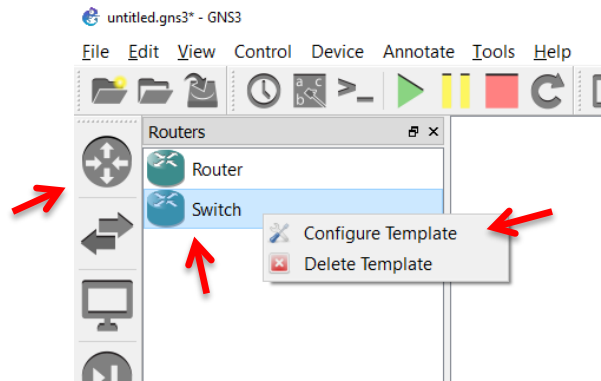 untitled.gns3* - GNS3
File Edit View Control Device Annotate Tools Help
a c
b
>_
Routers
Router
Switch
Configure Template
Delete Template